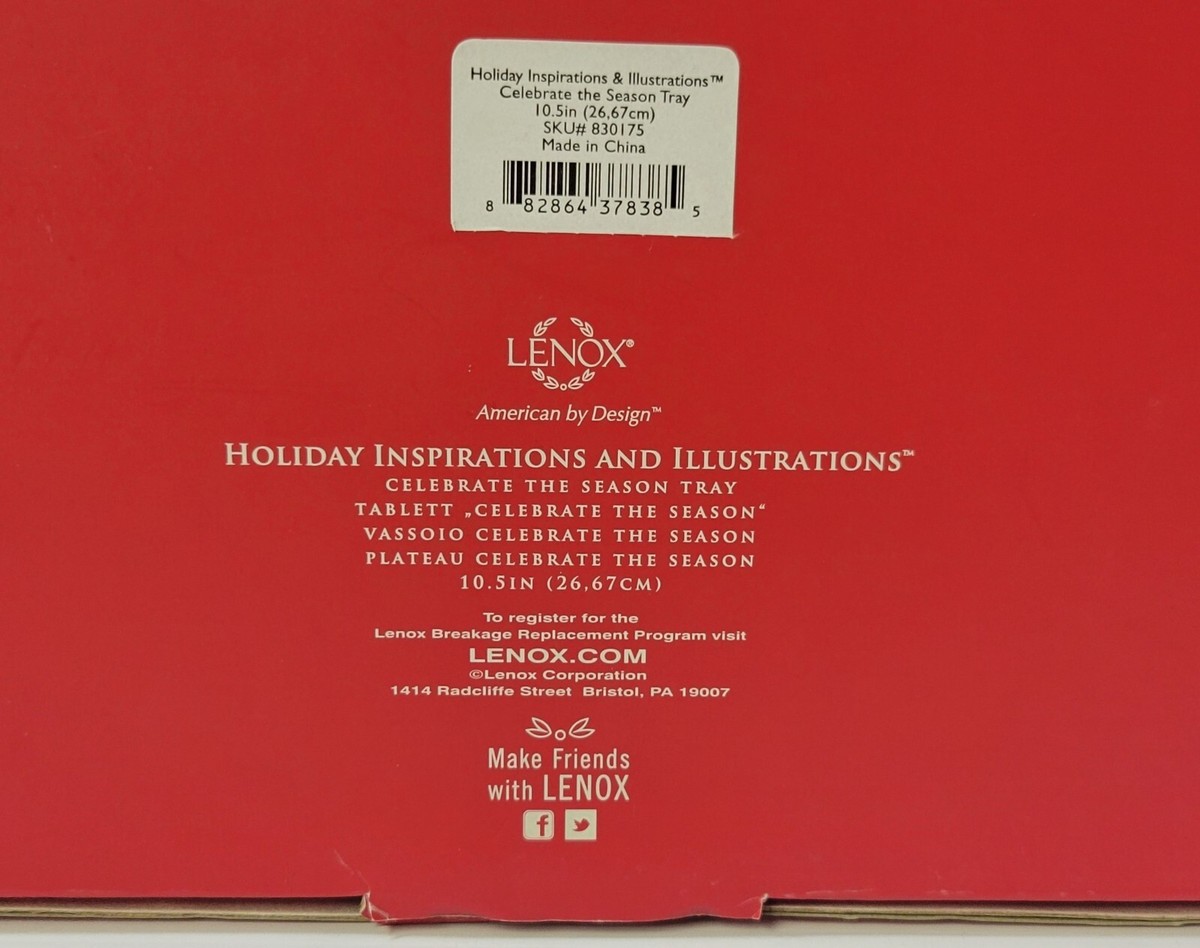 Holiday Inspirations & Illustrations™
Celebrate the Season Tray
10.5in (26,67cm)
SKU# 830175
Made in China
8 82864 37838 5
LENOX®
American by Design™
HOLIDAY INSPIRATIONS AND ILLUSTRATIONS™
CELEBRATE THE SEASON TRAY
TABLETT „CELEBRATE THE SEASON“
VASSOIO CELEBRATE THE SEASON
PLATEAU CELEBRATE THE SEASON
10.5IN (26,67CM)
To register for the
Lenox Breakage Replacement Program visit
LENOX.COM
©Lenox Corporation
1414 Radcliffe Street Bristol, PA 19007
Make Friends
with LENOX
f